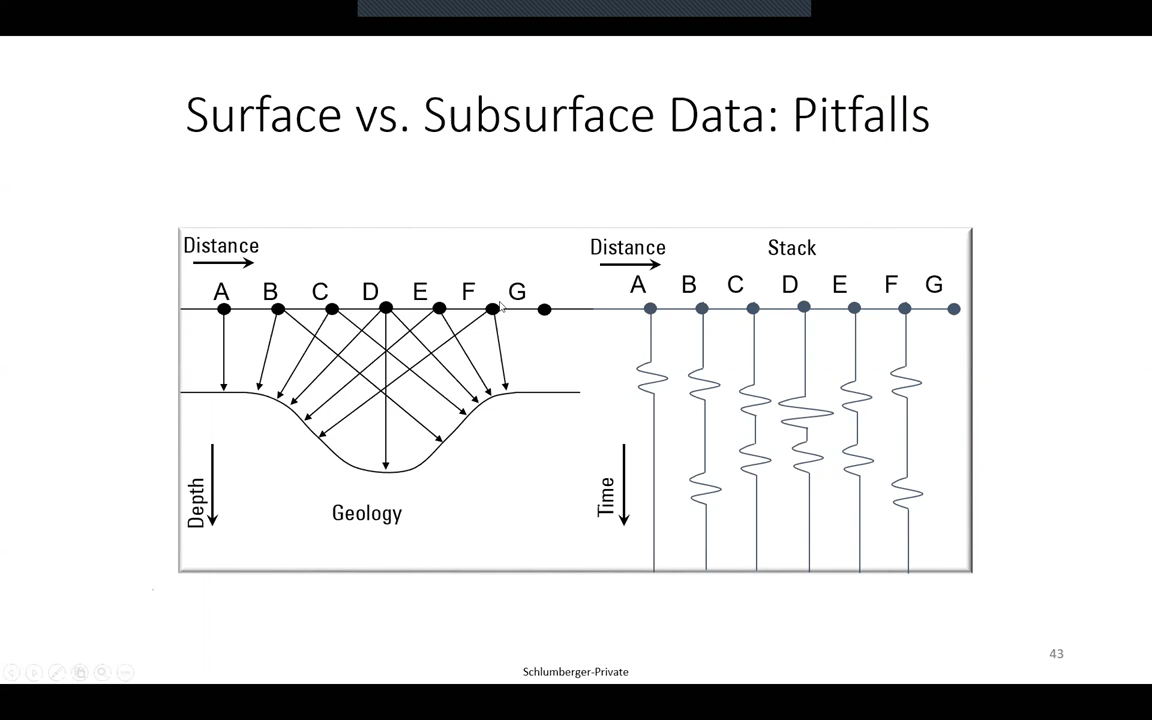 Surface vs. Subsurface Data: Pitfalls
Distance
A B C D E F G
Depth
Geology
Distance
Stack
A B C D E F G
Time
43
Schlumberger-Private